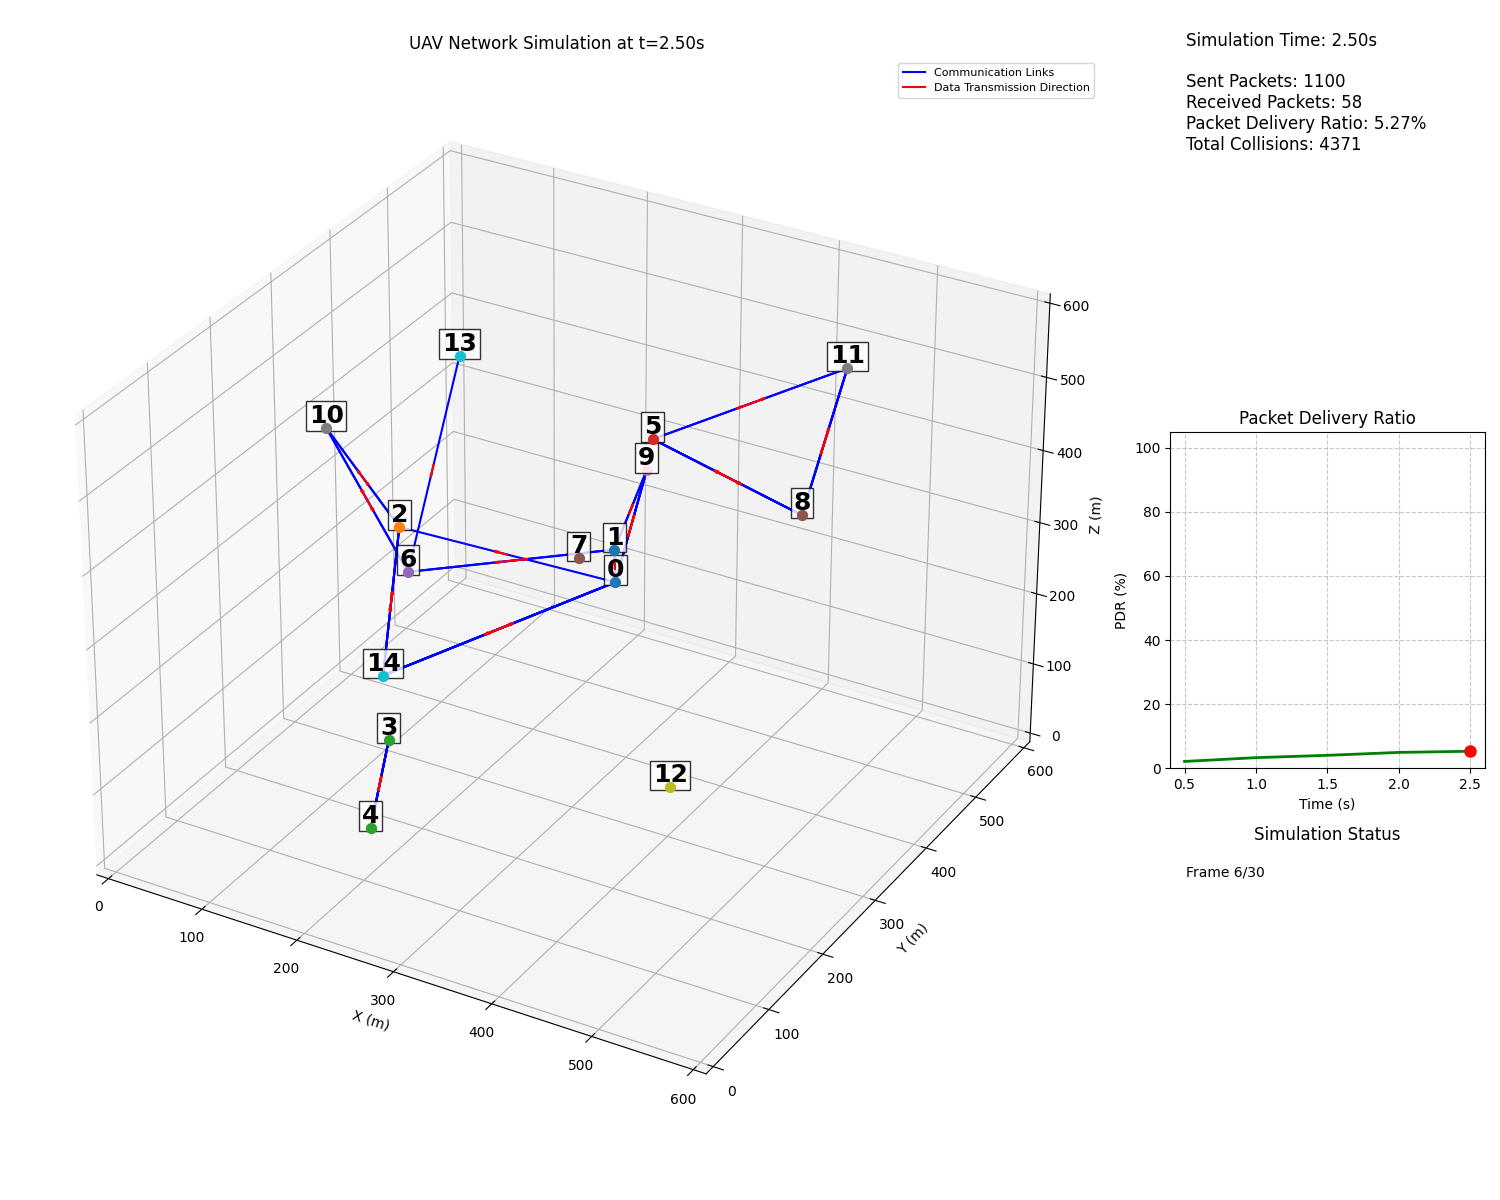 UAV Network Simulation at t=2.50s
Communication Links
Data Transmission Direction
Simulation Time: 2.50s
Sent Packets: 1100
Received Packets: 58
Packet Delivery Ratio: 5.27%
Total Collisions: 4371
13
11
10
5
9
8
2
1
7
6
0
14
3
12
4
600
500
400
300
200
100
0
Z (m)
600
500
400
300
200
100
0
Y (m)
0
100
200
300
400
500
600
X (m)
Packet Delivery Ratio
100
80
60
40
20
0
PDR (%)
0.5
1.0
1.5
2.0
2.5
Time (s)
Simulation Status
Frame 6/30